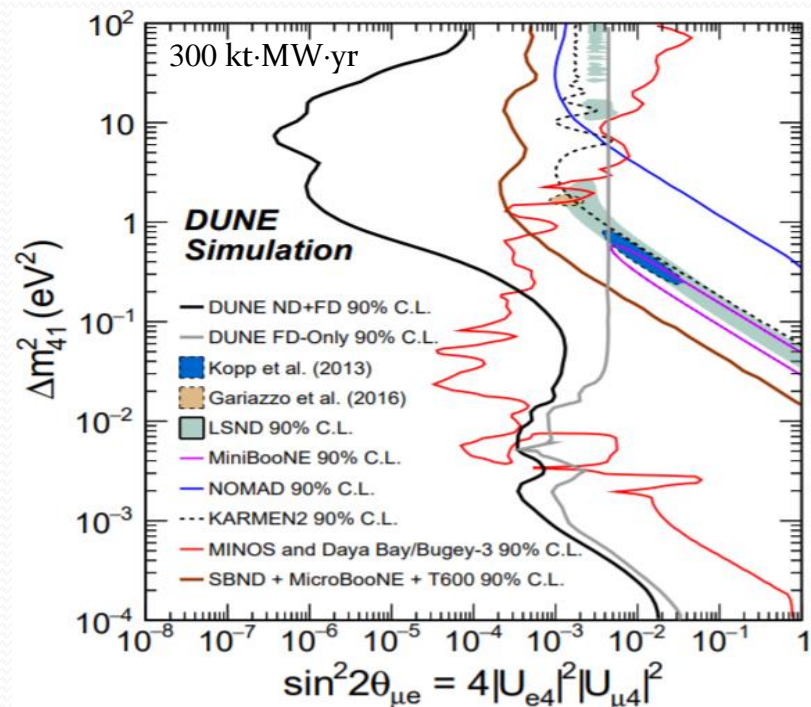 10²
300 kt·MW·yr
10
1
10⁻¹
10⁻²
10⁻³
10⁻⁴
Δm²₄₁ (eV²)
DUNE
Simulation
DUNE ND+FD 90% C.L.
DUNE FD-Only 90% C.L.
Kopp et al. (2013)
Gariazzo et al. (2016)
LSND 90% C.L.
MiniBooNE 90% C.L.
NOMAD 90% C.L.
KARMEN2 90% C.L.
MINOS and Daya Bay/Bugey-3 90% C.L.
SBND + MicroBooNE + T600 90% C.L.
10⁻⁸ 10⁻⁷ 10⁻⁶ 10⁻⁵ 10⁻⁴ 10⁻³ 10⁻² 10⁻¹ 1
sin²2θμe = 4|Ue4|²|Uμ4|²